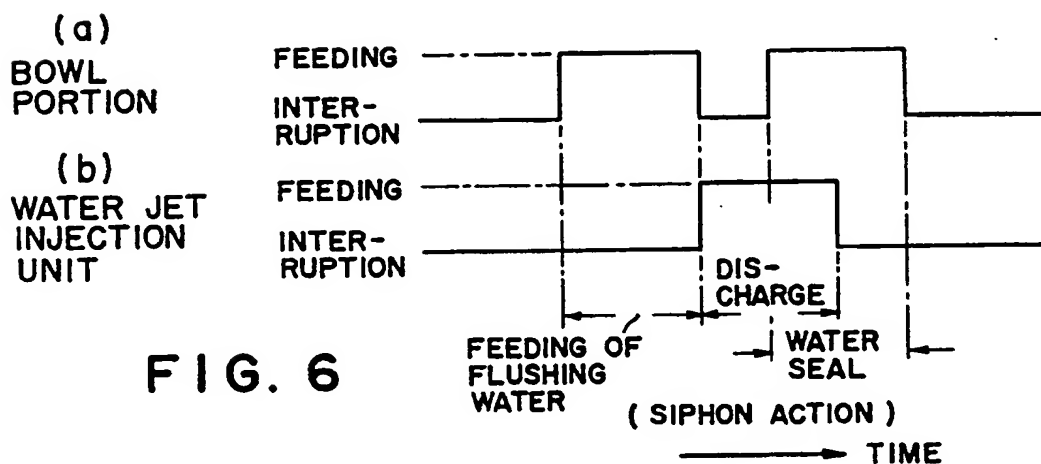 (a)
BOWL
PORTION
FEEDING
INTER-
RUPTION
(b)
WATER JET
INJECTION
UNIT
FEEDING
INTER-
RUPTION
DIS-
CHARGE
FEEDING OF
FLUSHING
WATER
WATER
SEAL
FIG. 6
( SIPHON ACTION )
TIME